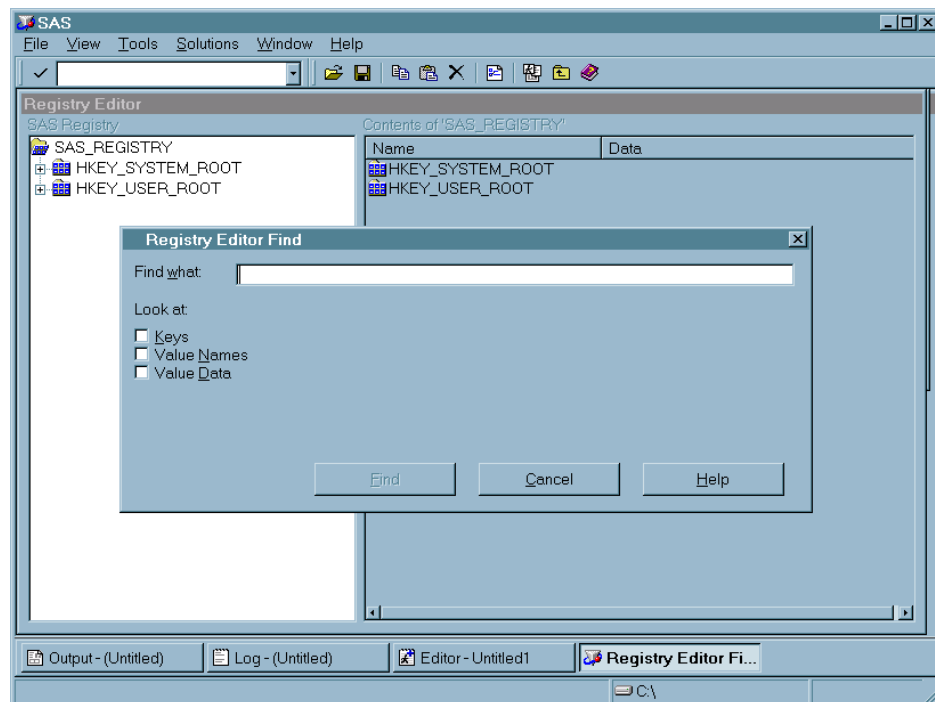 SAS
File View Tools Solutions Window Help
Registry Editor
SAS Registry
Contents of 'SAS_REGISTRY'
SAS_REGISTRY
HKEY_SYSTEM_ROOT
HKEY_USER_ROOT
Name Data
HKEY_SYSTEM_ROOT
HKEY_USER_ROOT
Registry Editor Find
Find what:
Look at:
Keys
Value Names
Value Data
Find Cancel Help
Output - (Untitled) Log - (Untitled) Editor - Untitled1 Registry Editor Fi...
C:\